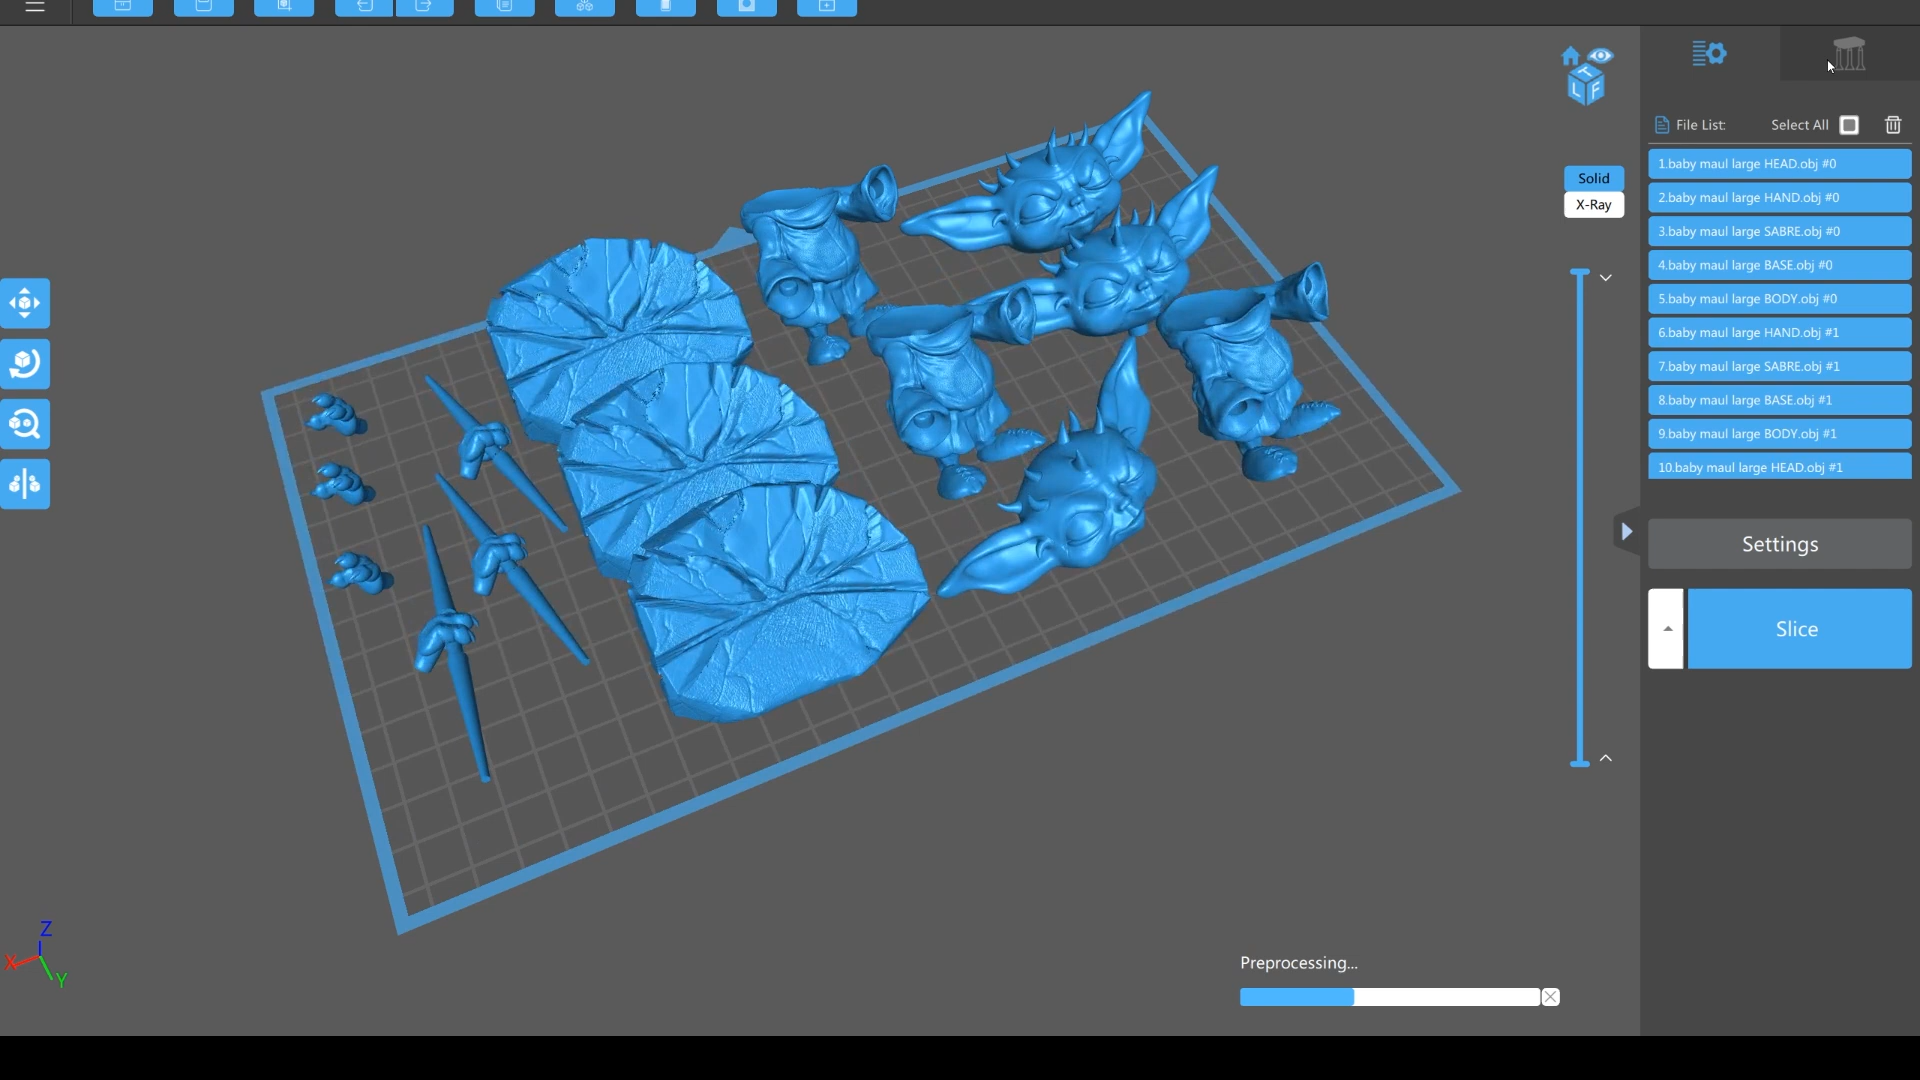 T
L F
File List:
Select All
Solid
X-Ray
1.baby maul large HEAD.obj #0
2.baby maul large HAND.obj #0
3.baby maul large SABRE.obj #0
4.baby maul large BASE.obj #0
5.baby maul large BODY.obj #0
6.baby maul large HAND.obj #1
7.baby maul large SABRE.obj #1
8.baby maul large BASE.obj #1
9.baby maul large BODY.obj #1
10.baby maul large HEAD.obj #1
Settings
Slice
Z
X
Y
Preprocessing...